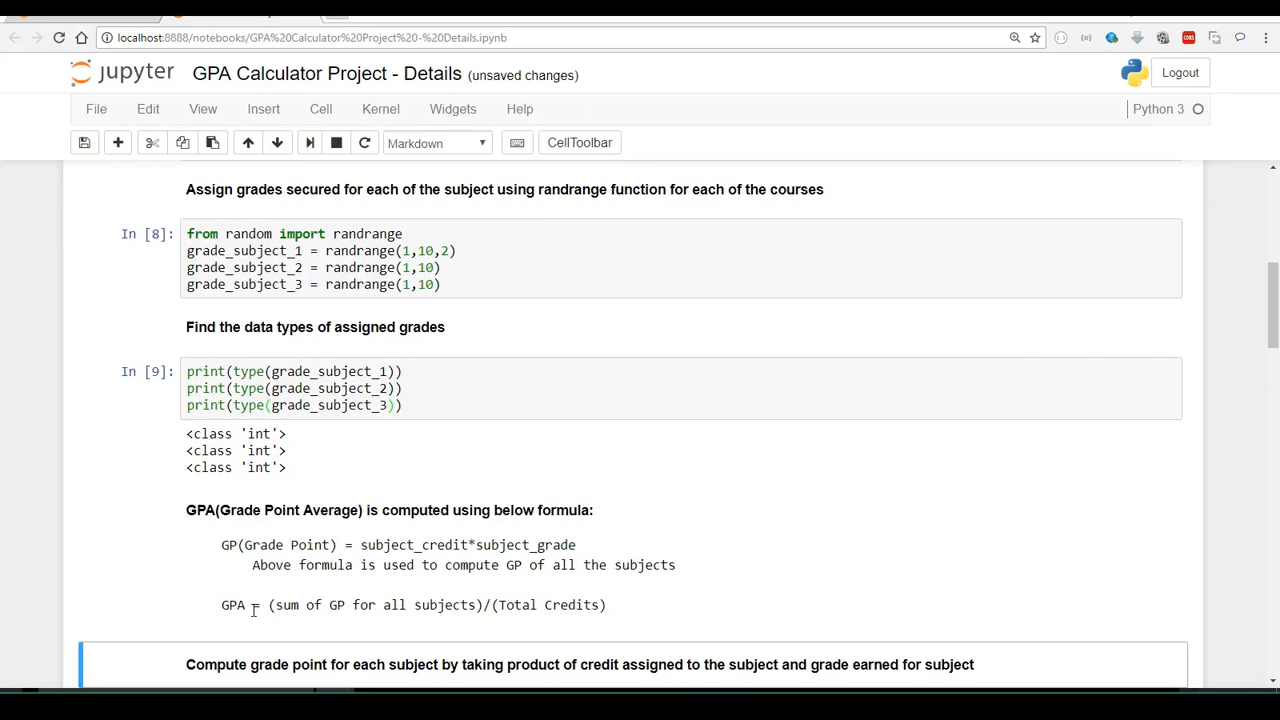 localhost:8888/notebooks/GPA%20Calculator%20Project%20-%20Details.ipynb
jupyter GPA Calculator Project - Details (unsaved changes) Logout
File Edit View Insert Cell Kernel Widgets Help Python 3
Markdown CellToolbar
Assign grades secured for each of the subject using randrange function for each of the courses
In [8]: from random import randrange
grade_subject_1 = randrange(1,10,2)
grade_subject_2 = randrange(1,10)
grade_subject_3 = randrange(1,10)
Find the data types of assigned grades
In [9]: print(type(grade_subject_1))
print(type(grade_subject_2))
print(type(grade_subject_3))
<class 'int'>
<class 'int'>
<class 'int'>
GPA(Grade Point Average) is computed using below formula:
GP(Grade Point) = subject_credit*subject_grade
Above formula is used to compute GP of all the subjects
GPA = (sum of GP for all subjects)/(Total Credits)
Compute grade point for each subject by taking product of credit assigned to the subject and grade earned for subject